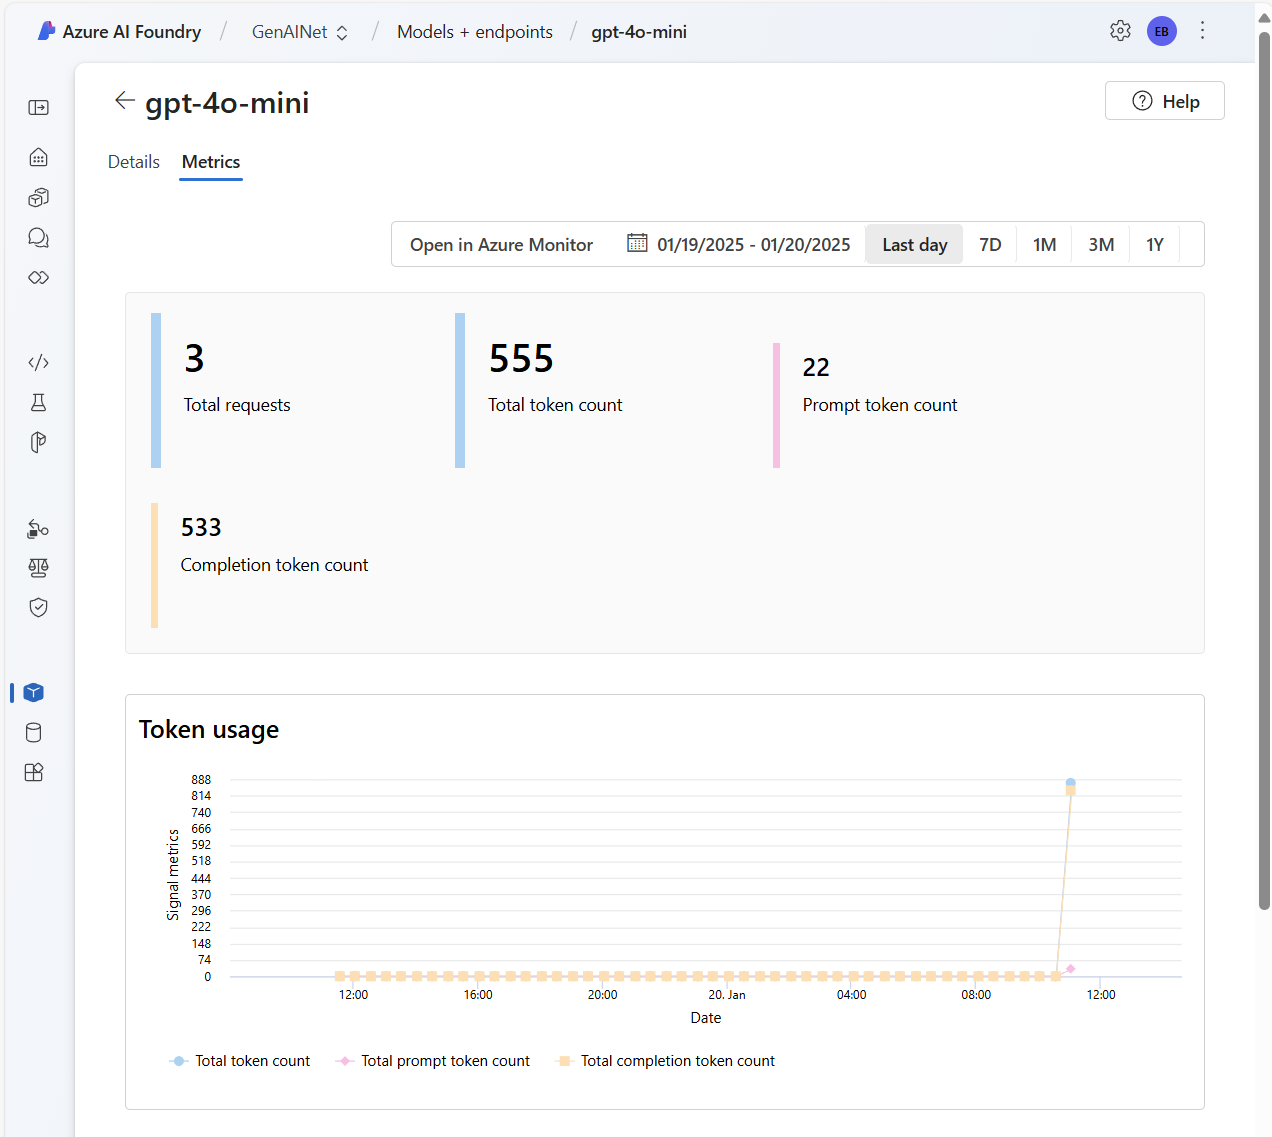 Azure AI Foundry / GenAINet / Models + endpoints / gpt-4o-mini EB
gpt-4o-mini
Help
Details Metrics
Open in Azure Monitor 01/19/2025 - 01/20/2025 Last day 7D 1M 3M 1Y
3
Total requests
555
Total token count
22
Prompt token count
533
Completion token count
Token usage
Signal metrics
888
814
740
666
592
518
444
370
296
222
148
74
0
12:00 16:00 20:00 20. Jan 04:00 08:00 12:00
Date
Total token count Total prompt token count Total completion token count